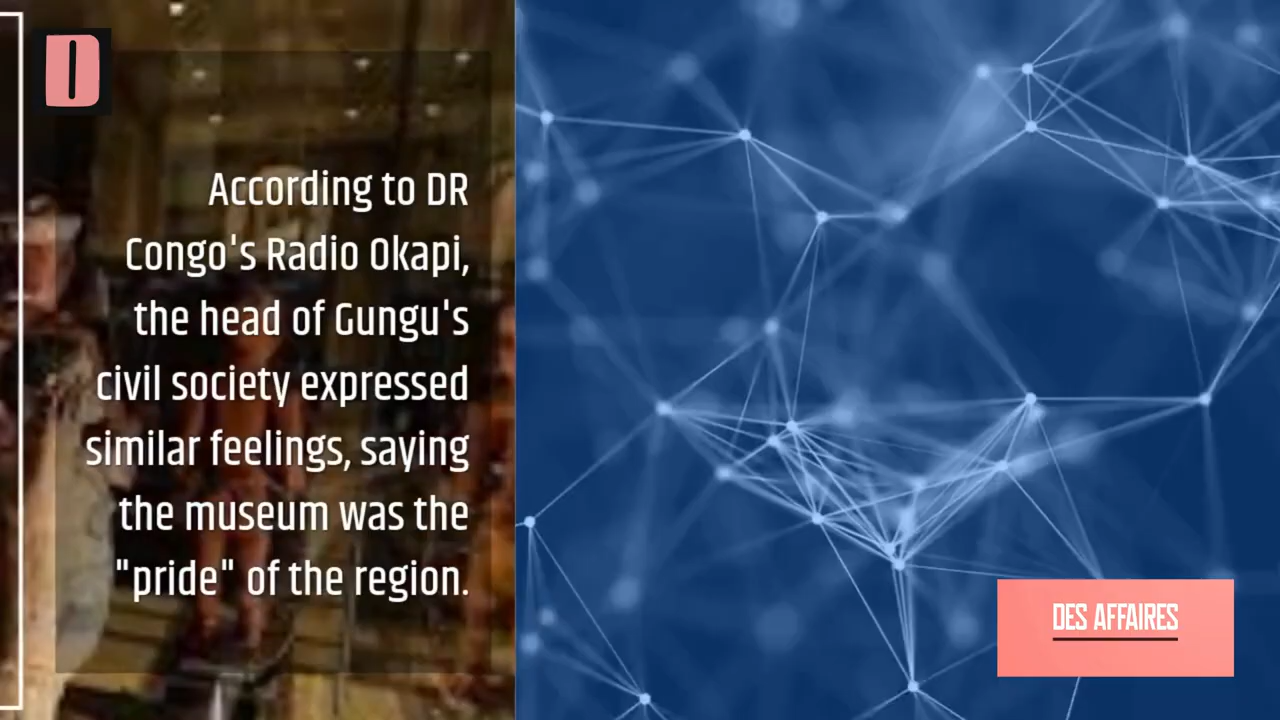 D
According to DR
Congo's Radio Okapi,
the head of Gungu's
civil society expressed
similar feelings, saying
the museum was the
"pride" of the region.
DES AFFAIRES